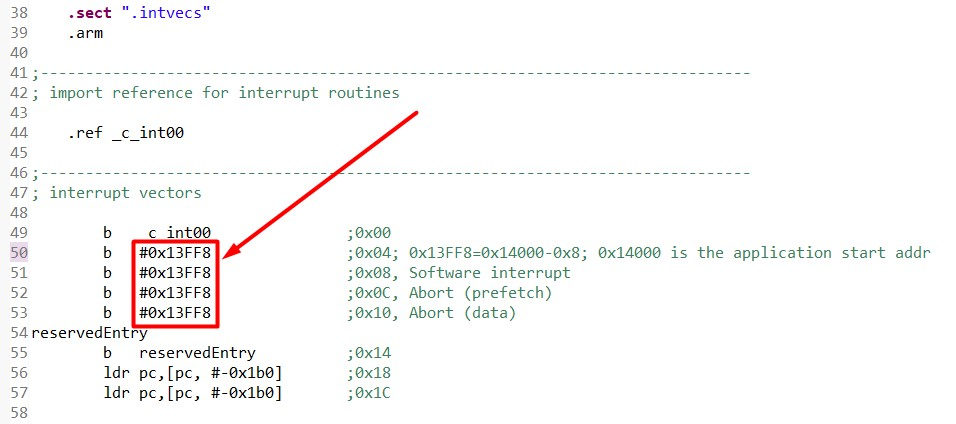 38 .sect ".intvecs"
39 .arm
40
41 ;-------------------------------------------------------------------------------
42 ; import reference for interrupt routines
43
44 .ref _c_int00
45
46 ;-------------------------------------------------------------------------------
47 ; interrupt vectors
48
49 b c int00 ;0x00
50 b #0x13FF8 ;0x04; 0x13FF8=0x14000-0x8; 0x14000 is the application start addr
51 b #0x13FF8 ;0x08, Software interrupt
52 b #0x13FF8 ;0x0C, Abort (prefetch)
53 b #0x13FF8 ;0x10, Abort (data)
54 reservedEntry
55 b reservedEntry ;0x14
56 ldr pc,[pc, #-0x1b0] ;0x18
57 ldr pc,[pc, #-0x1b0] ;0x1C
58